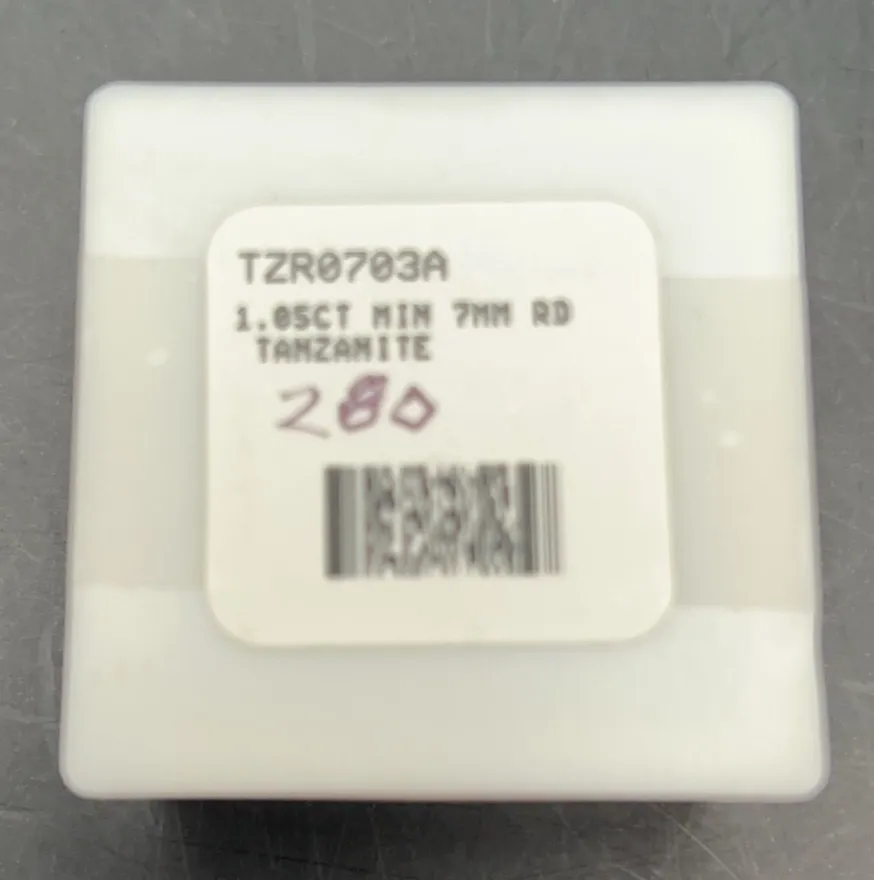 TZR0703A
1.05CT MIN 7MM RD
TANZANITE
280